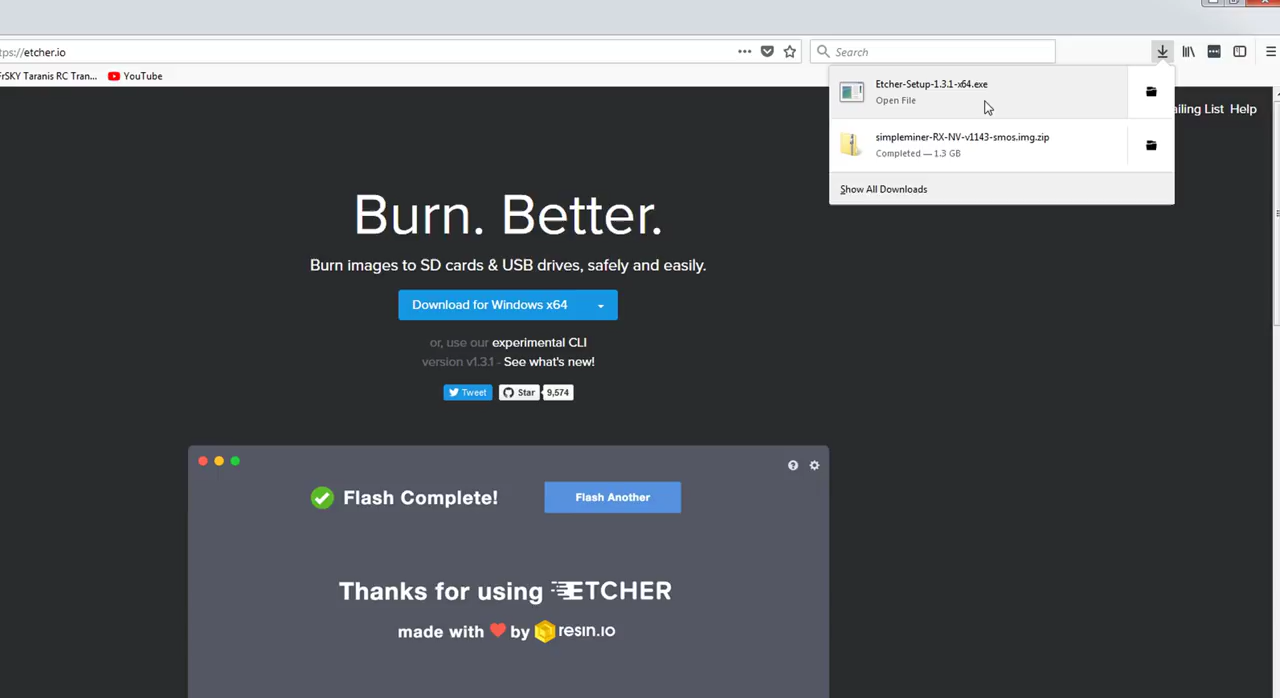 tps://etcher.io
Search
FrSKY Taranis RC Tran...
YouTube
Etcher-Setup-1.3.1-x64.exe
Open File
simpleminer-RX-NV-v1143-smos.img.zip
Completed — 1.3 GB
Show All Downloads
ailing List Help
Burn. Better.
Burn images to SD cards & USB drives, safely and easily.
Download for Windows x64
or, use our experimental CLI
version v1.3.1 - See what's new!
Tweet
Star
9,574
Flash Complete!
Flash Another
Thanks for using ETCHER
made with by resin.io